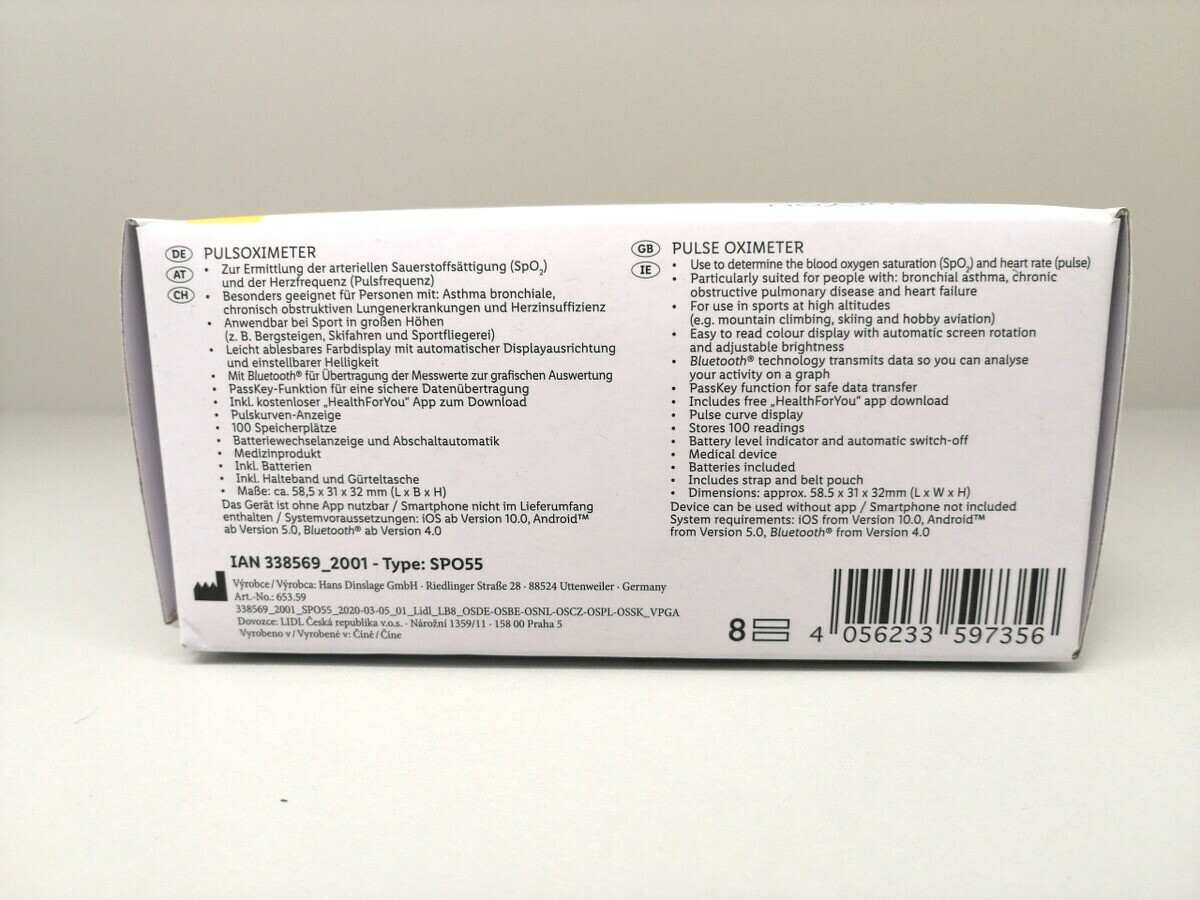 DE AT CH
PULSOXIMETER
• Zur Ermittlung der arteriellen Sauerstoffsättigung (SpO₂)
und der Herzfrequenz (Pulsfrequenz)
• Besonders geeignet für Personen mit: Asthma bronchiale,
chronisch obstruktiven Lungenerkrankungen und Herzinsuffizienz
• Anwendbar bei Sport in großen Höhen
(z. B. Bergsteigen, Skifahren und Sportfliegerei)
• Leicht ablesbares Farbdisplay mit automatischer Displayausrichtung
und einstellbarer Helligkeit
• Mit Bluetooth® für Übertragung der Messwerte zur grafischen Auswertung
• PassKey-Funktion für eine sichere Datenübertragung
• Inkl. kostenloser „HealthForYou“ App zum Download
• Pulskurven-Anzeige
• 100 Speicherplätze
• Batteriewechselanzeige und Abschaltautomatik
• Medizinprodukt
• Inkl. Batterien
• Inkl. Halteband und Gürteltasche
• Maße: ca. 58,5 x 31 x 32 mm (L x B x H)
Das Gerät ist ohne App nutzbar / Smartphone nicht im Lieferumfang
enthalten / Systemvoraussetzungen: iOS ab Version 10.0, Android™
ab Version 5.0, Bluetooth® ab Version 4.0
GB IE
PULSE OXIMETER
• Use to determine the blood oxygen saturation (SpO₂) and heart rate (pulse)
• Particularly suited for people with: bronchial asthma, chronic
obstructive pulmonary disease and heart failure
• For use in sports at high altitudes
(e.g. mountain climbing, skiing and hobby aviation)
• Easy to read colour display with automatic screen rotation
and adjustable brightness
• Bluetooth® technology transmits data so you can analyse
your activity on a graph
• PassKey function for safe data transfer
• Includes free „HealthForYou“ app download
• Pulse curve display
• Stores 100 readings
• Battery level indicator and automatic switch-off
• Medical device
• Batteries included
• Includes strap and belt pouch
• Dimensions: approx. 58.5 x 31 x 32mm (L x W x H)
Device can be used without app / Smartphone not included
System requirements: iOS from Version 10.0, Android™
from Version 5.0, Bluetooth® from Version 4.0
IAN 338569_2001 - Type: SPO55
Výrobce / Výrobca: Hans Dinslage GmbH · Riedlinger Straße 28 · 88524 Uttenweiler · Germany
Art.-No.: 653.59
338569_2001_SPO55_2020-03-05_01_Lidl_LB8_OSDE-OSBE-OSNL-OSCZ-OSPL-OSSK_VPGA
Dovozce: LIDL Česká republika v.o.s. · Nárožní 1359/11 · 158 00 Praha 5
Vyrobeno v / Vyrobené v: Číně / Číne
8
4 056233 597356